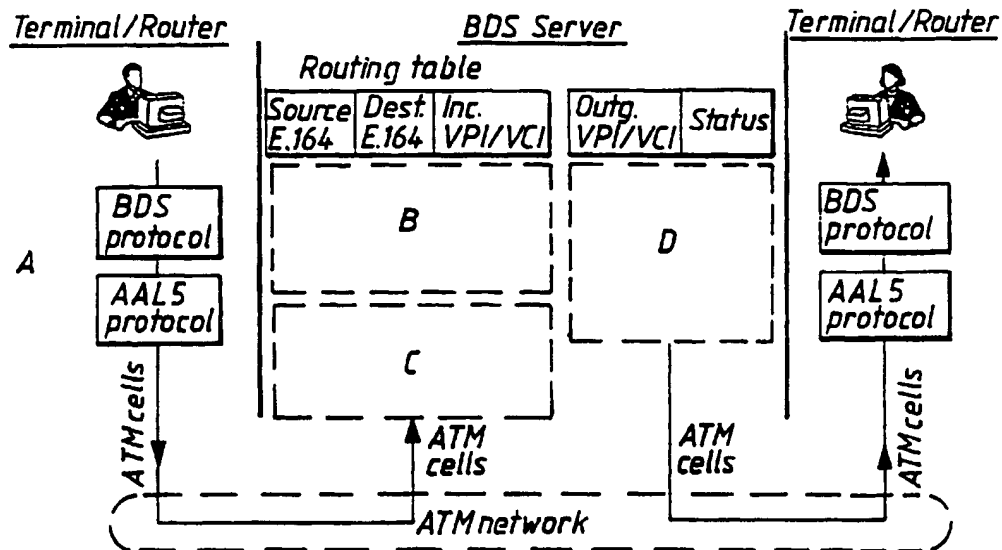 Terminal/Router
BDS Server
Terminal/Router
Routing table
Source
E.164
Dest.
E.164
Inc.
VPI/VCI
Outg.
VPI/VCI
Status
BDS
protocol
AAL5
protocol
A
B
C
D
BDS
protocol
AAL5
protocol
ATM cells
ATM
cells
ATM
cells
ATM cells
ATM network